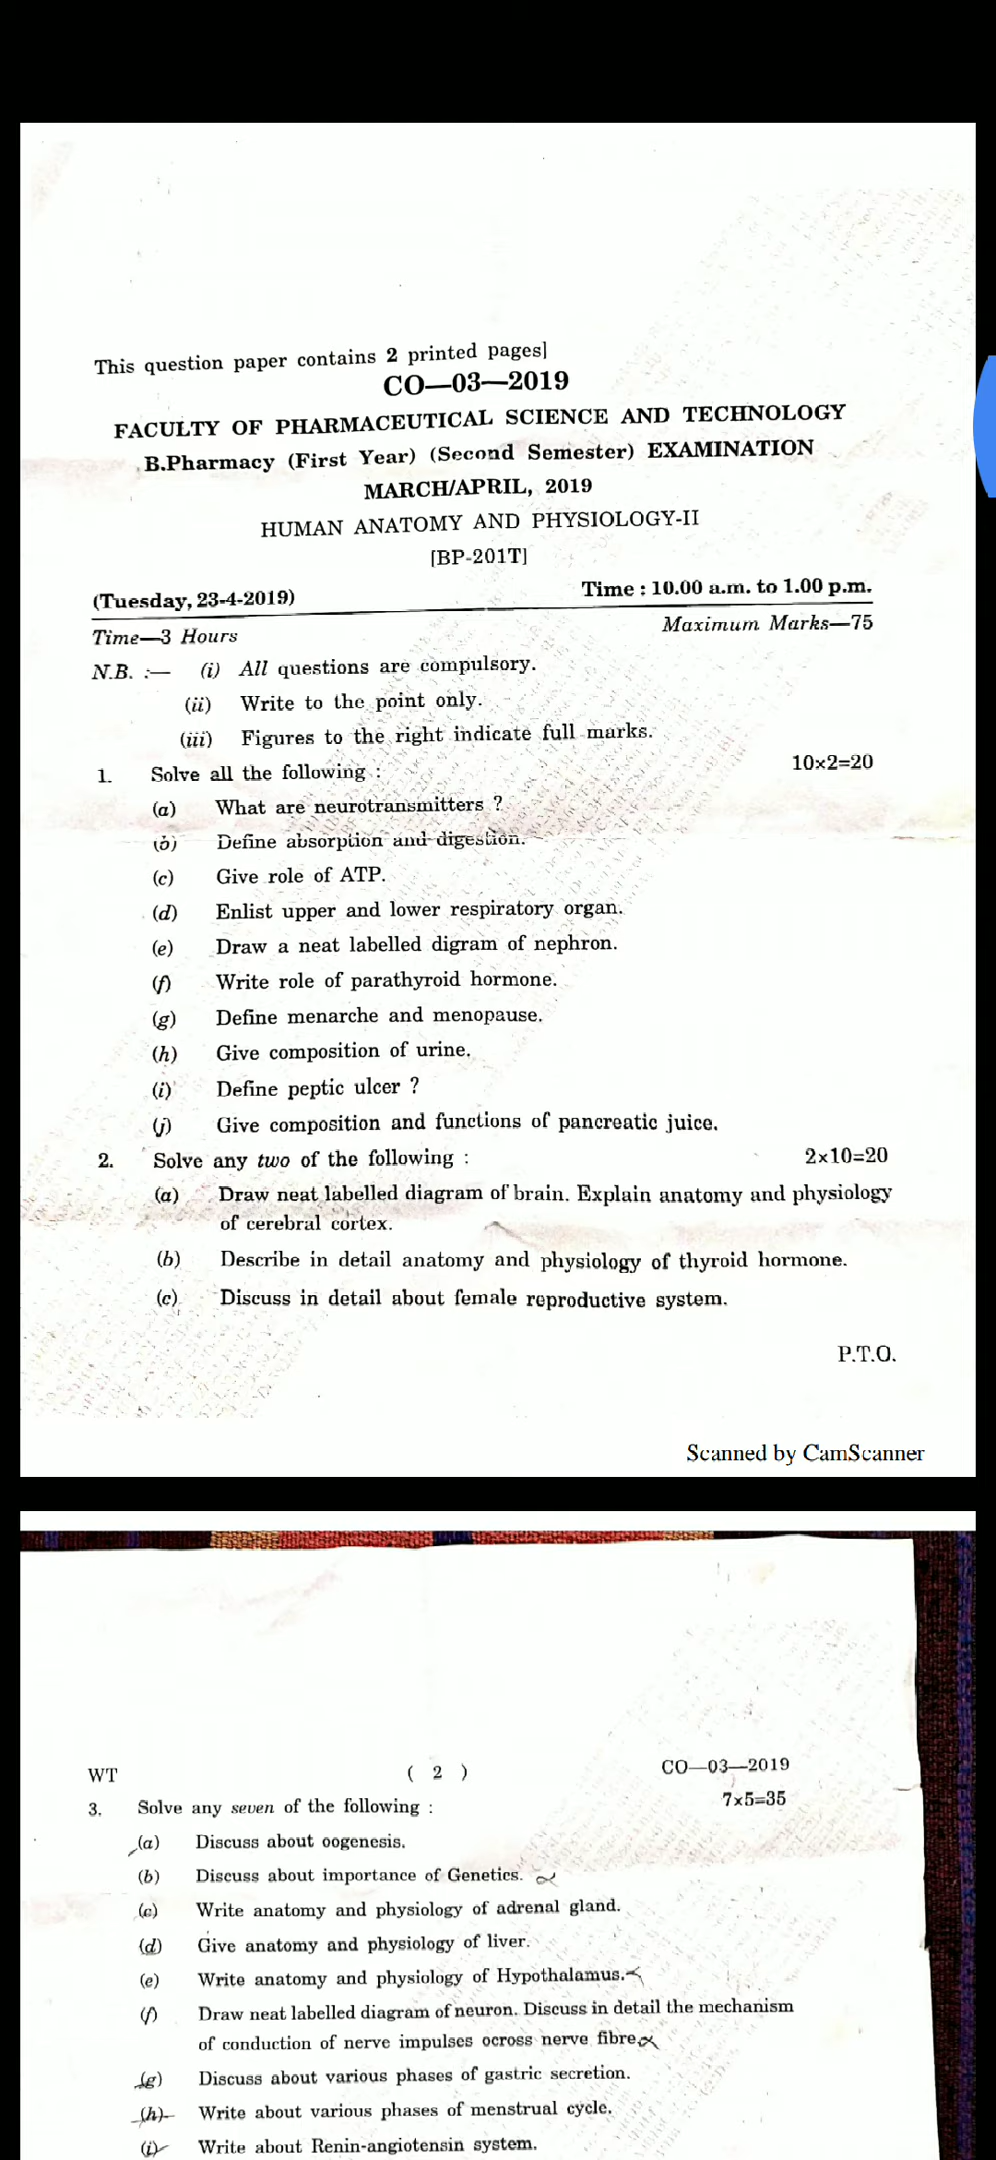 This question paper contains 2 printed pages]
CO—03—2019
FACULTY OF PHARMACEUTICAL SCIENCE AND TECHNOLOGY
B.Pharmacy (First Year) (Second Semester) EXAMINATION
MARCH/APRIL, 2019
HUMAN ANATOMY AND PHYSIOLOGY-II
[BP-201T]
(Tuesday, 23-4-2019) Time : 10.00 a.m. to 1.00 p.m.
Time—3 Hours Maximum Marks—75
N.B. :— (i) All questions are compulsory.
(ii) Write to the point only.
(iii) Figures to the right indicate full marks.
1. Solve all the following : 10×2=20
(a) What are neurotransmitters ?
(b) Define absorption and digestion.
(c) Give role of ATP.
(d) Enlist upper and lower respiratory organ.
(e) Draw a neat labelled digram of nephron.
(f) Write role of parathyroid hormone.
(g) Define menarche and menopause.
(h) Give composition of urine.
(i) Define peptic ulcer ?
(j) Give composition and functions of pancreatic juice.
2. Solve any two of the following : 2×10=20
(a) Draw neat labelled diagram of brain. Explain anatomy and physiology
of cerebral cortex.
(b) Describe in detail anatomy and physiology of thyroid hormone.
(c) Discuss in detail about female reproductive system.
P.T.O.
Scanned by CamScanner
WT ( 2 ) CO—03—2019
3. Solve any seven of the following : 7×5=35
(a) Discuss about oogenesis.
(b) Discuss about importance of Genetics.
(c) Write anatomy and physiology of adrenal gland.
(d) Give anatomy and physiology of liver.
(e) Write anatomy and physiology of Hypothalamus.
(f) Draw neat labelled diagram of neuron. Discuss in detail the mechanism
of conduction of nerve impulses ocross nerve fibre.
(g) Discuss about various phases of gastric secretion.
(h) Write about various phases of menstrual cycle.
(i) Write about Renin-angiotensin system.